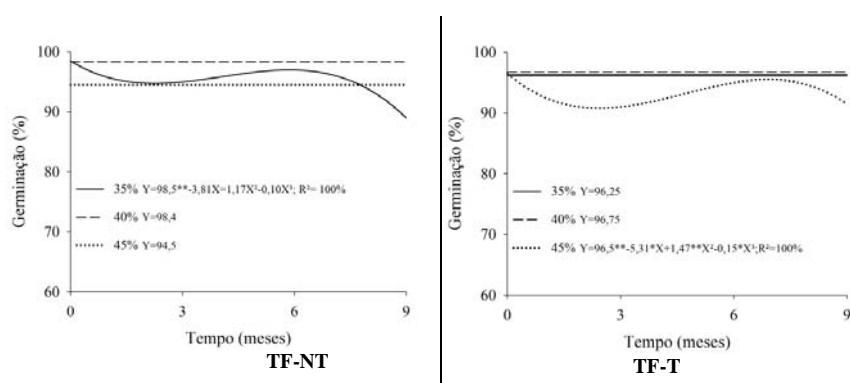 100
90
80
70
60
Germinação (%)
35% Y=98,5**-3,81X=1,17X²-0,10X³; R²= 100%
40% Y=98,4
45% Y=94,5
0
3
6
9
Tempo (meses)
TF-NT
100
90
80
70
60
Germinação (%)
35% Y=96,25
40% Y=96,75
45% Y=96,5**-5,31*X+1,47**X²-0,15*X³;R²=100%
0
3
6
9
Tempo (meses)
TF-T